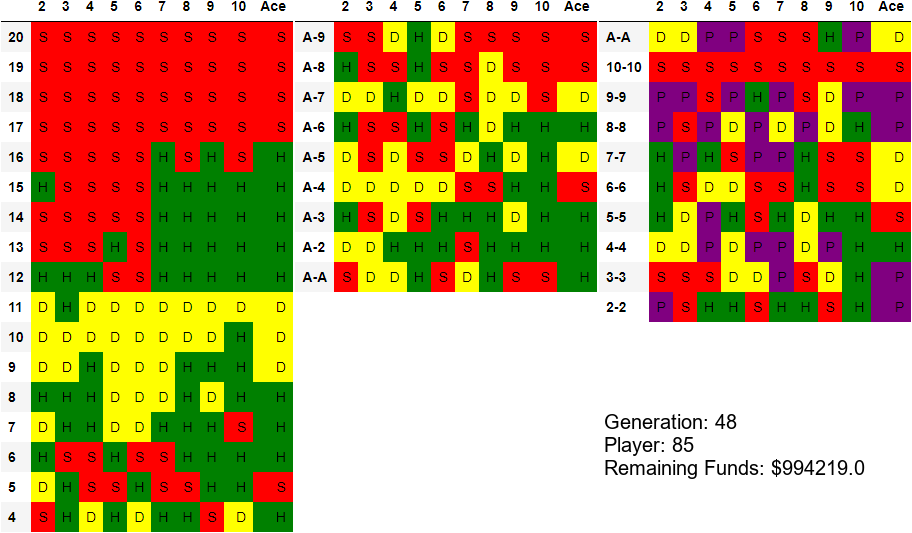 2 3 4 5 6 7 8 9 10 Ace
20 S S S S S S S S S S
19 S S S S S S S S S S
18 S S S S S S S S S S
17 S S S S S S S S S S
16 S S S S S H S H S H
15 H S S S S H H H H H
14 S S S S S H H H H H
13 S S S H S H H H H H
12 H H H S S H H H H H
11 D H D D D D D D D D
10 D D D D D D D D H D
9 D D H D D D H H H D
8 H H H D D D H D H H
7 D H H D D H H H S H
6 H S S H S S H H H H
5 D H S S H S S H H S
4 S H D H D H H S D H
2 3 4 5 6 7 8 9 10 Ace
A-9 S S D H D S S S S S
A-8 H S S H S S D S S S
A-7 D D H D D S D D S D
A-6 H S S H S H D H H H
A-5 D S D S S D H D H D
A-4 D D D D D S S H H S
A-3 H S D S H H H D H H
A-2 D D H H H S H H H H
A-A S D D H S D H S S H
2 3 4 5 6 7 8 9 10 Ace
A-A D D P P S S S H P D
10-10 S S S S S S S S S S
9-9 P P S P H P S D P P
8-8 P S P D P D P D H P
7-7 H P H S P P H S S D
6-6 H S D D S S H S S D
5-5 H D P H S H D H H S
4-4 D D P D P P D P H H
3-3 S S S D D P S D H P
2-2 P S H H S H H S H P
Generation: 48
Player: 85
Remaining Funds: $994219.0